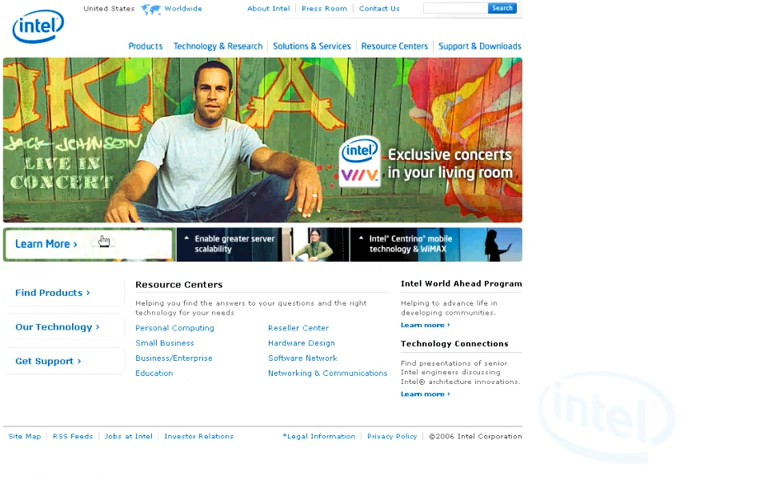 United States Worldwide About Intel Press Room Contact Us Search
intel
Products Technology & Research Solutions & Services Resource Centers Support & Downloads
JACK JOHNSON
LIVE IN
CONCERT
intel
VIIV
Exclusive concerts
in your living room
Learn More ›
Enable greater server
scalability
Intel® Centrino® mobile
technology & WiMAX
Find Products ›
Our Technology ›
Get Support ›
Resource Centers
Helping you find the answers to your questions and the right
technology for your needs
Personal Computing
Small Business
Business/Enterprise
Education
Reseller Center
Hardware Design
Software Network
Networking & Communications
Intel World Ahead Program
Helping to advance life in
developing communities.
Learn more ›
Technology Connections
Find presentations of senior
Intel engineers discussing
Intel® architecture innovations.
Learn more ›
intel
Site Map RSS Feeds Jobs at Intel Investor Relations *Legal Information Privacy Policy ©2006 Intel Corporation